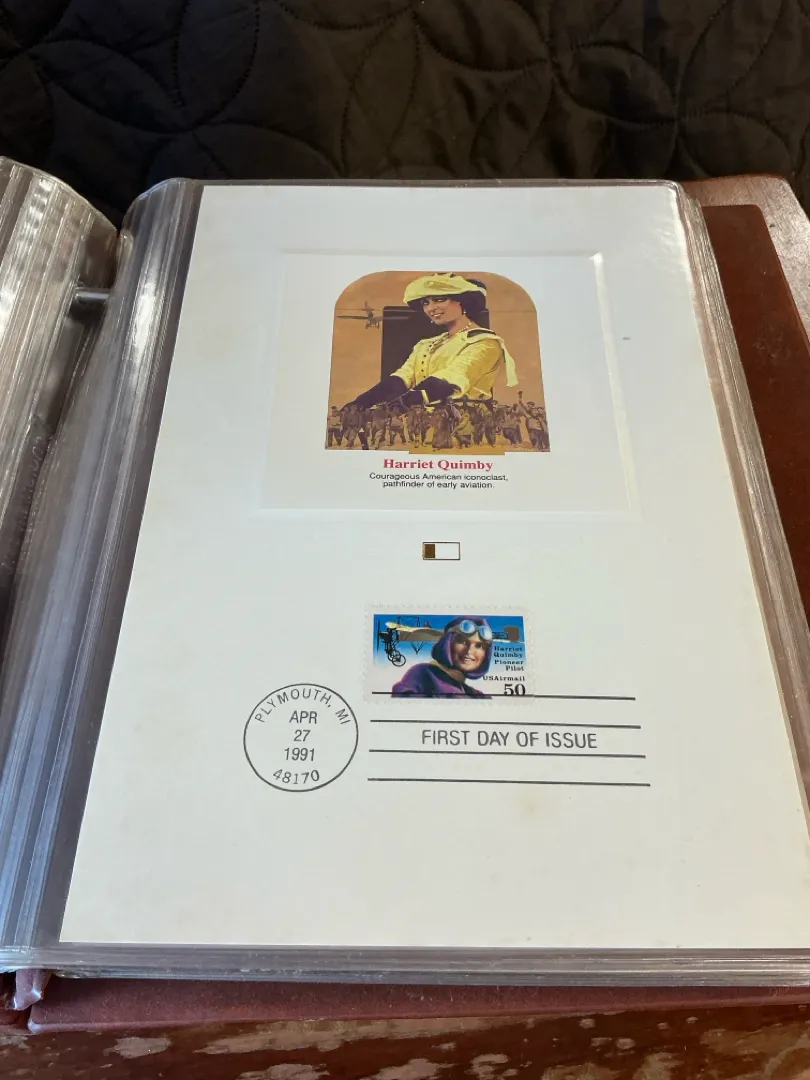 Harriet Quimby
Courageous American iconoclast,
pathfinder of early aviation.
Harriet
Quimby
Pioneer
Pilot
USAirmail
50
PLYMOUTH, MI
APR
27
1991
48170
FIRST DAY OF ISSUE